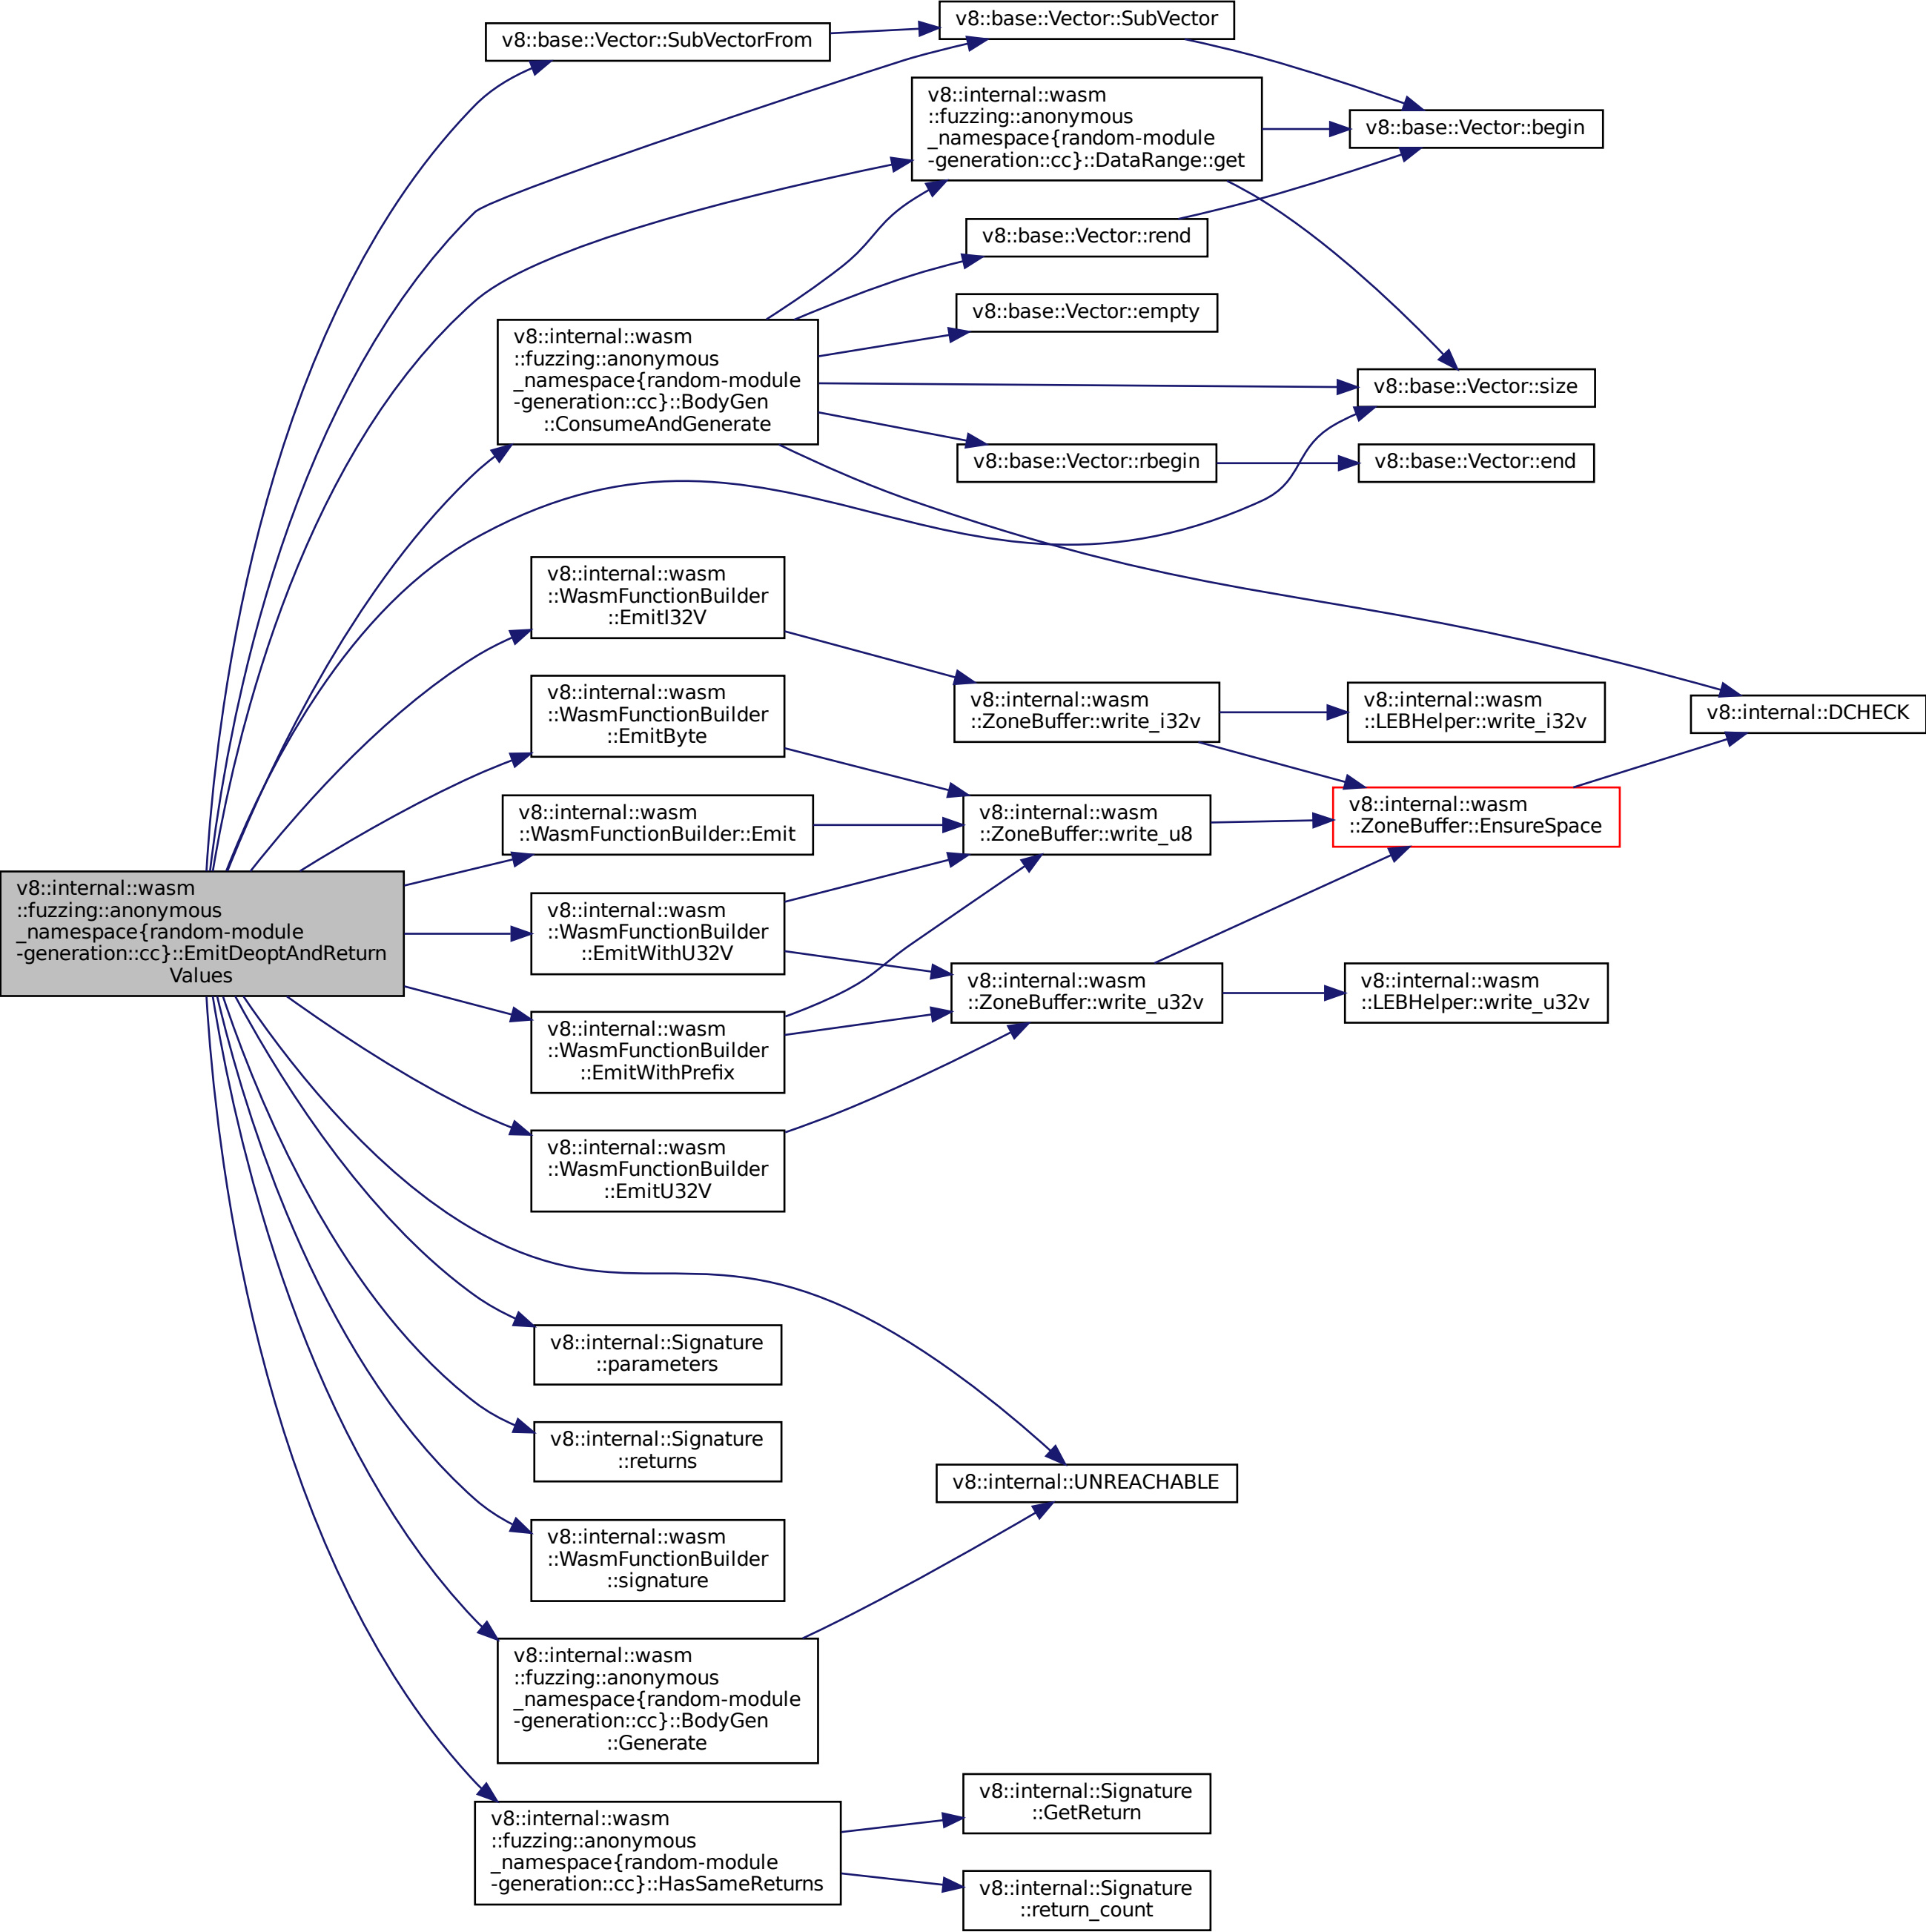 v8::base::Vector::SubVectorFrom
v8::base::Vector::SubVector
v8::internal::wasm
::fuzzing::anonymous
_namespace{random-module
-generation::cc}::DataRange::get
v8::base::Vector::begin
v8::base::Vector::rend
v8::base::Vector::empty
v8::internal::wasm
::fuzzing::anonymous
_namespace{random-module
-generation::cc}::BodyGen
::ConsumeAndGenerate
v8::base::Vector::size
v8::base::Vector::rbegin
v8::base::Vector::end
v8::internal::wasm
::WasmFunctionBuilder
::EmitI32V
v8::internal::wasm
::WasmFunctionBuilder
::EmitByte
v8::internal::wasm
::ZoneBuffer::write_i32v
v8::internal::wasm
::LEBHelper::write_i32v
v8::internal::DCHECK
v8::internal::wasm
::WasmFunctionBuilder::Emit
v8::internal::wasm
::ZoneBuffer::write_u8
v8::internal::wasm
::ZoneBuffer::EnsureSpace
v8::internal::wasm
::fuzzing::anonymous
_namespace{random-module
-generation::cc}::EmitDeoptAndReturn
Values
v8::internal::wasm
::WasmFunctionBuilder
::EmitWithU32V
v8::internal::wasm
::ZoneBuffer::write_u32v
v8::internal::wasm
::LEBHelper::write_u32v
v8::internal::wasm
::WasmFunctionBuilder
::EmitWithPrefix
v8::internal::wasm
::WasmFunctionBuilder
::EmitU32V
v8::internal::Signature
::parameters
v8::internal::Signature
::returns
v8::internal::UNREACHABLE
v8::internal::wasm
::WasmFunctionBuilder
::signature
v8::internal::wasm
::fuzzing::anonymous
_namespace{random-module
-generation::cc}::BodyGen
::Generate
v8::internal::wasm
::fuzzing::anonymous
_namespace{random-module
-generation::cc}::HasSameReturns
v8::internal::Signature
::GetReturn
v8::internal::Signature
::return_count